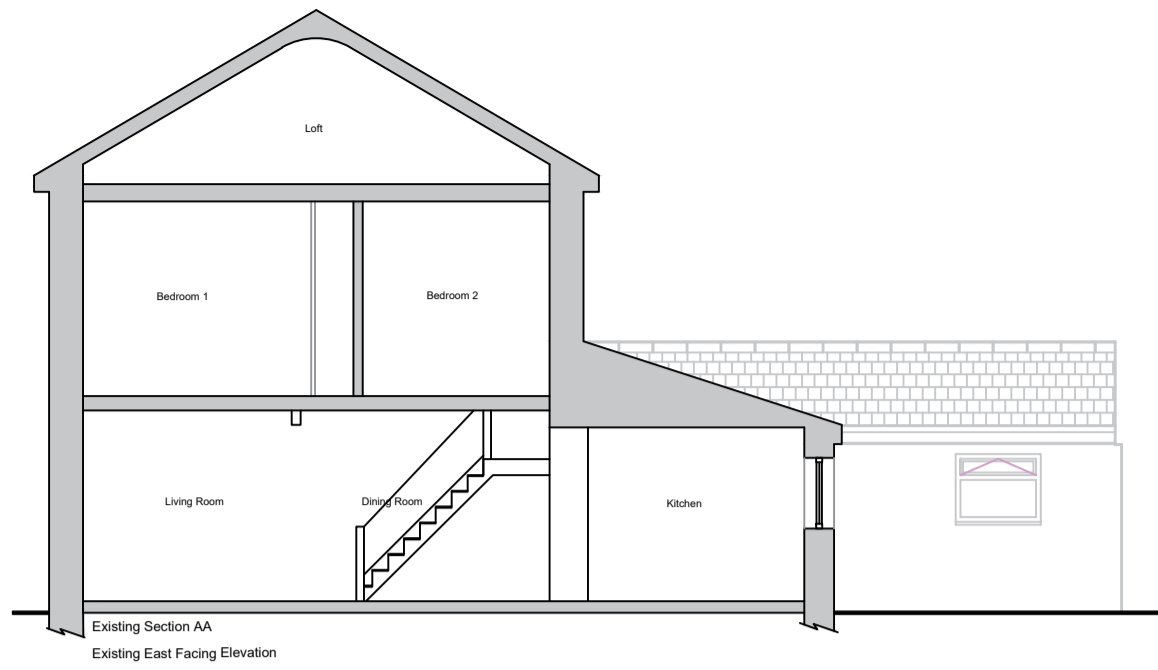 Loft
Bedroom 1
Bedroom 2
Living Room
Dining Room
Kitchen
Existing Section AA
Existing East Facing Elevation